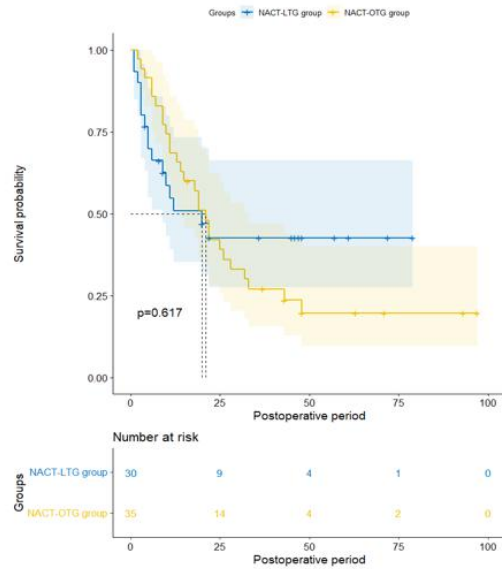 Groups NACT-LTG group NACT-OTG group
1.00
0.75
0.50
0.25
0.00
Survival probability
p=0.617
0 25 50 75 100
Postoperative period
Number at risk
Groups
NACT-LTG group 30 9 4 1 0
NACT-OTG group 35 14 4 2 0
0 25 50 75 100
Postoperative period